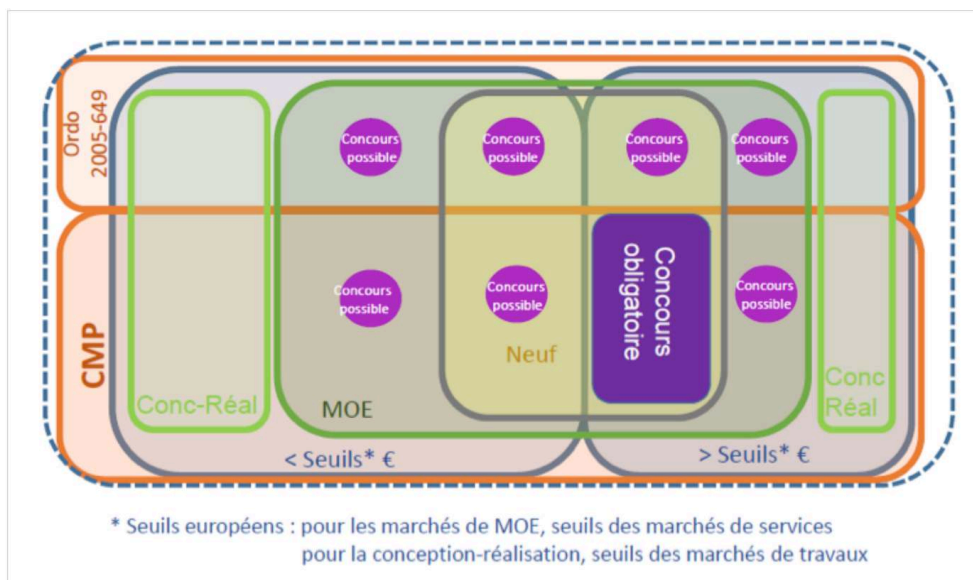 Ordo
2005-649
Concours
possible
Concours
possible
Concours
possible
Concours
possible
CMP
Concours
possible
Concours
possible
Concours
obligatoire
Concours
possible
Neuf
Conc-Réal
MOE
Conc
Réal
< Seuils* €
> Seuils* €
* Seuils européens : pour les marchés de MOE, seuils des marchés de services
pour la conception-réalisation, seuils des marchés de travaux